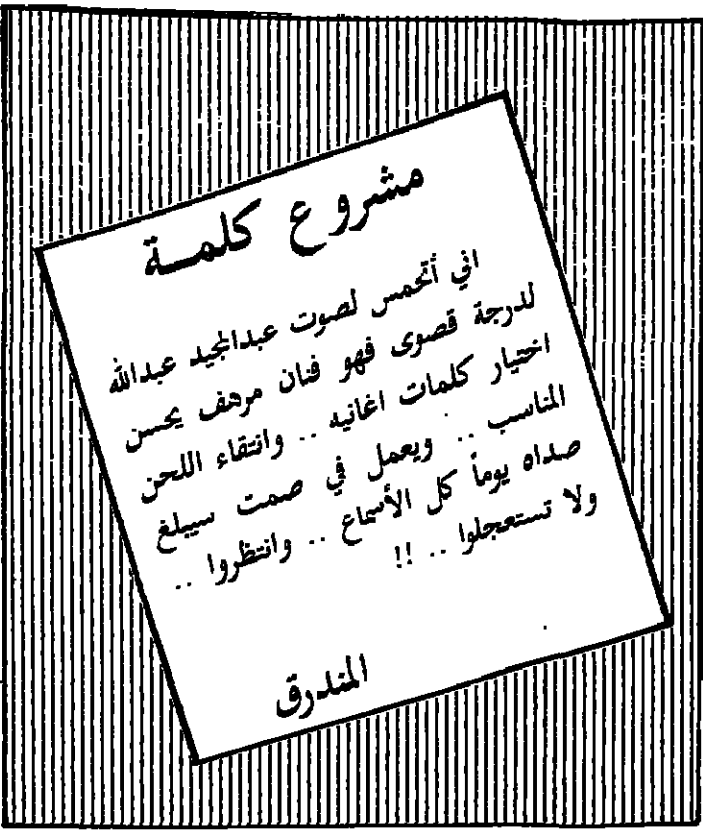 مشروع كلمـــة
اني أتحمس لصوت عبدالمجيد عبدالله
لدرجة قصوى فهو فنان مرهف يحسن
اختيار كلمات اغانيه .. وانتقاء اللحن
المناسب .. ويعمل في صمت سيبلغ
صداه يوماً كل الأسماع .. وانتظروا ..
ولا تستعجلوا .. !!
المندرق